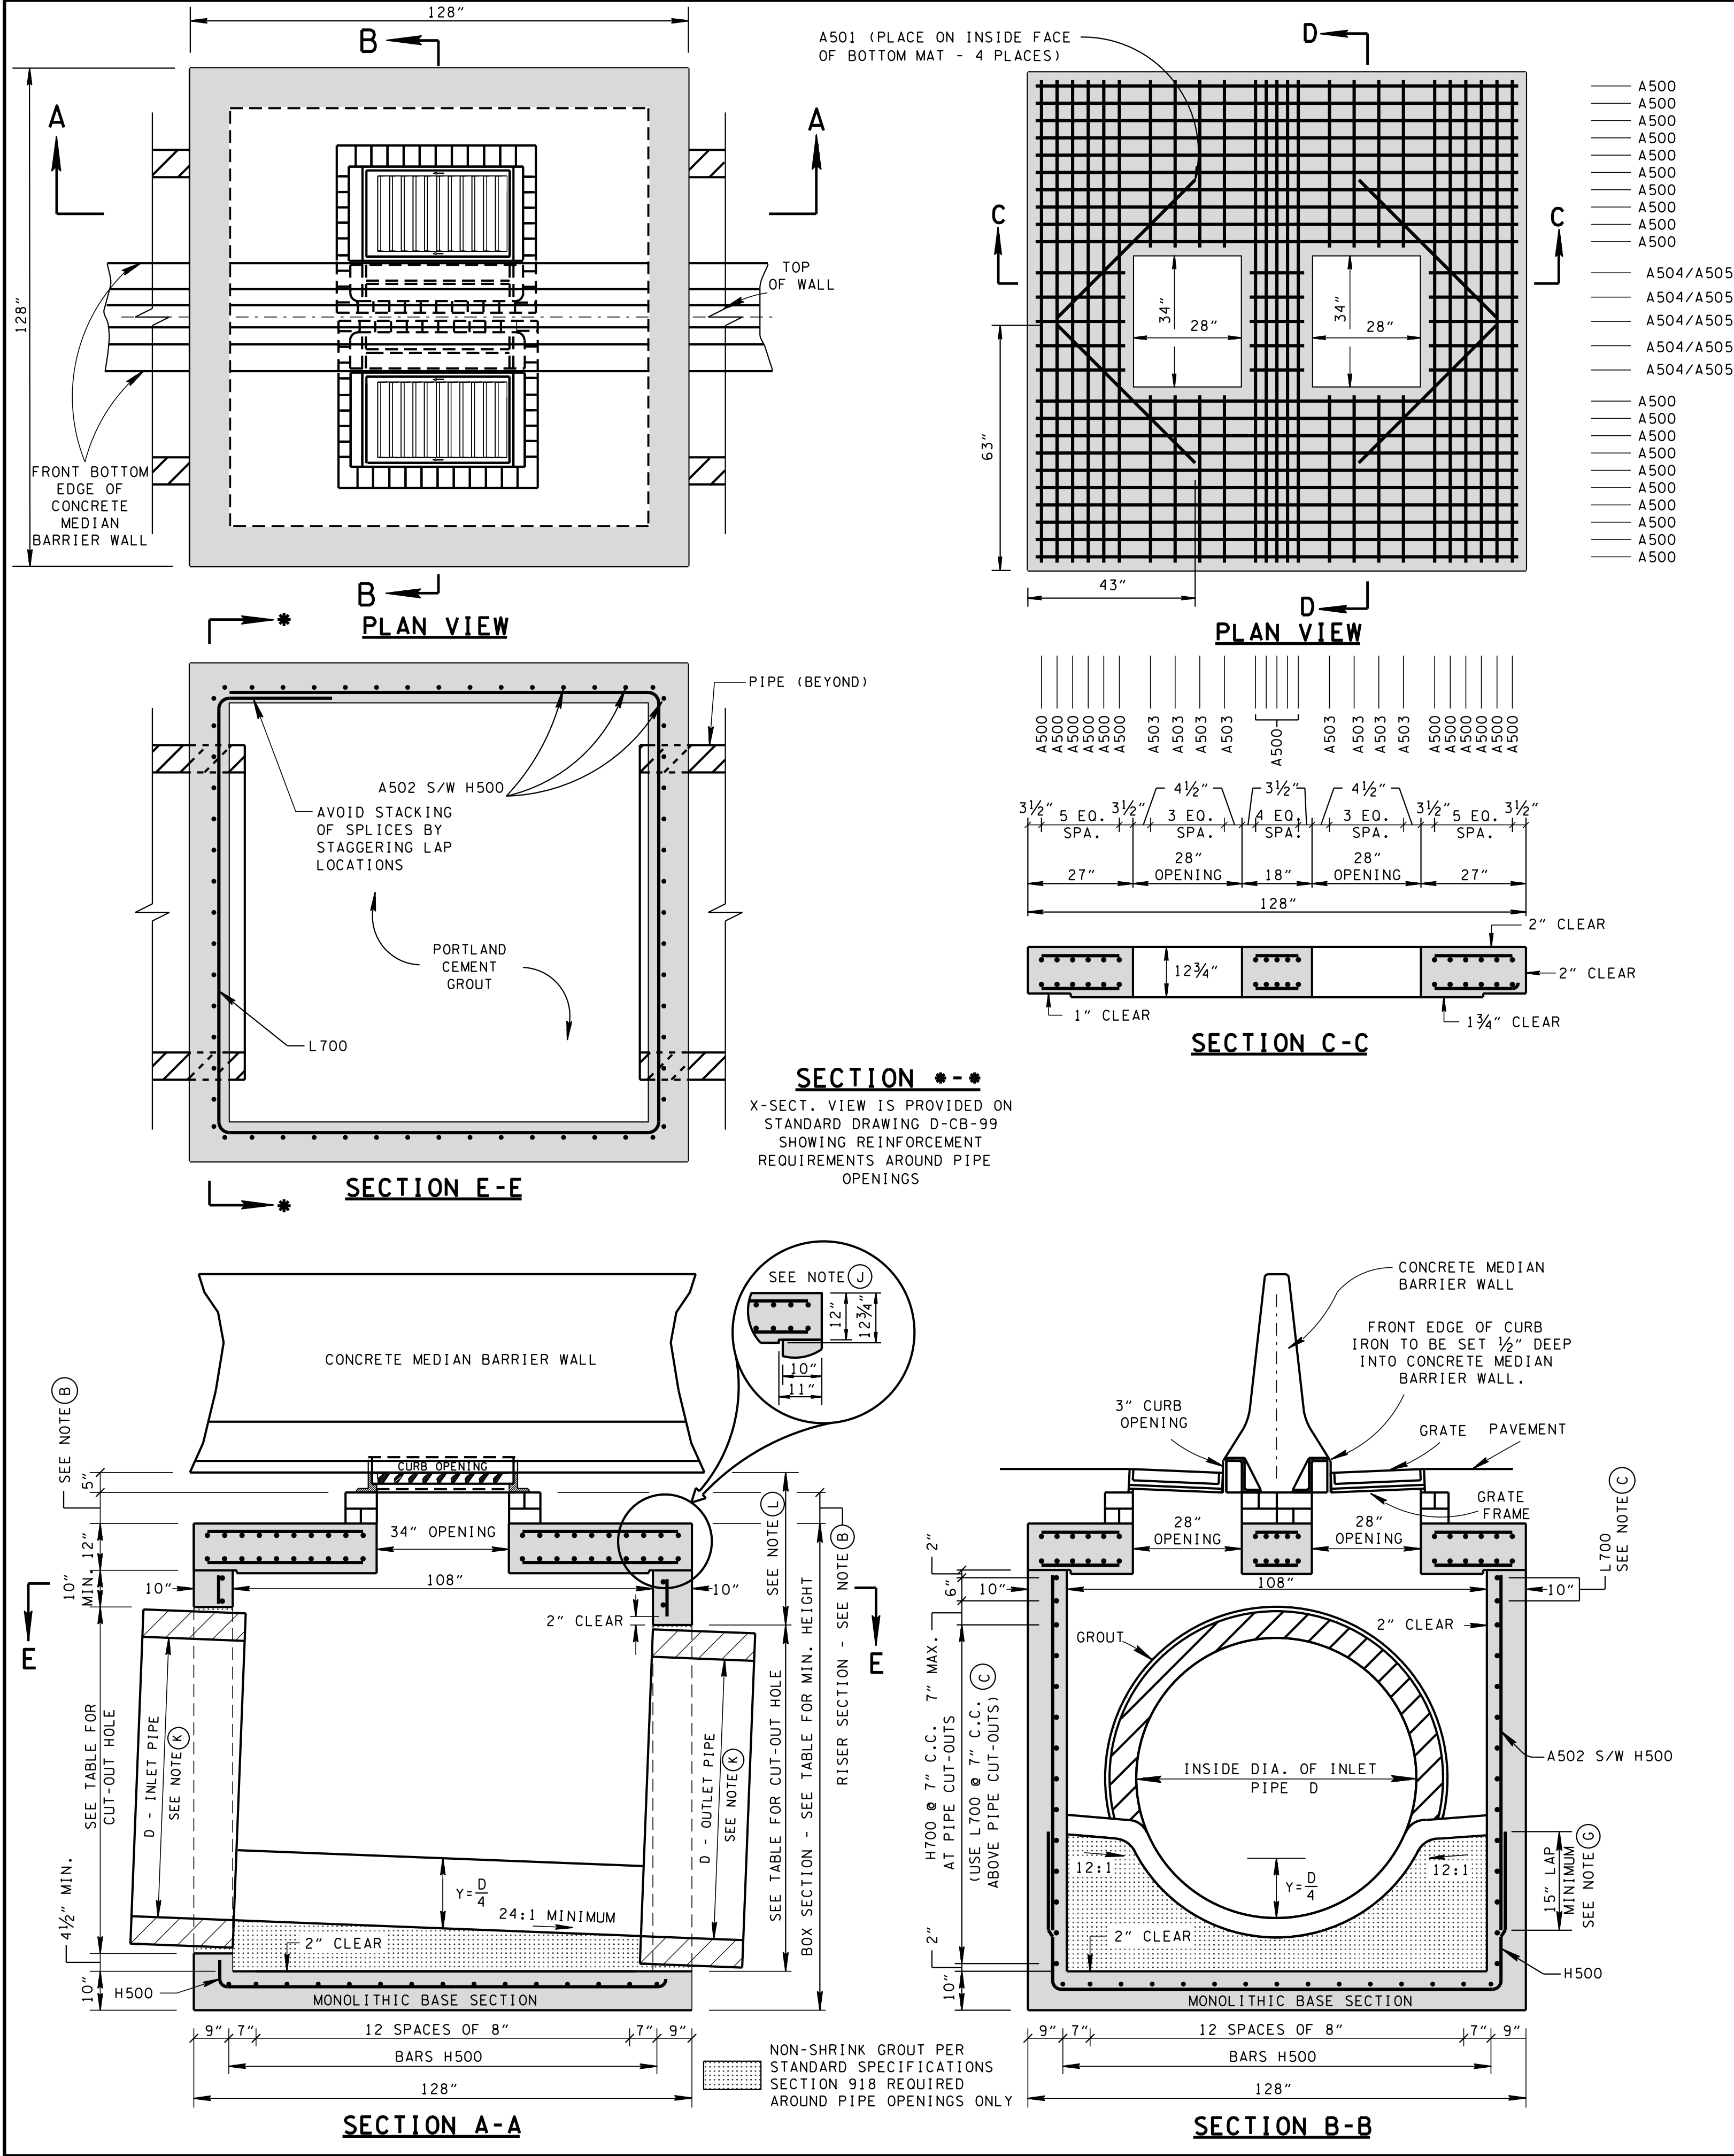 128"
B
A501 (PLACE ON INSIDE FACE
OF BOTTOM MAT - 4 PLACES)
D
A
A
128"
TOP
OF WALL
FRONT BOTTOM
EDGE OF
CONCRETE
MEDIAN
BARRIER WALL
B
PLAN VIEW
A500
A500
A500
A500
A500
A500
A500
A500
A500
A500
A504/A505
A504/A505
A504/A505
A504/A505
A504/A505
A500
A500
A500
A500
A500
A500
A500
A500
A500
A500
C
C
34"
28"
34"
28"
63"
43"
D
PLAN VIEW
*
PIPE (BEYOND)
A502 S/W H500
AVOID STACKING
OF SPLICES BY
STAGGERING LAP
LOCATIONS
PORTLAND
CEMENT
GROUT
L700
SECTION E-E
*
SECTION *-*
X-SECT. VIEW IS PROVIDED ON
STANDARD DRAWING D-CB-99
SHOWING REINFORCEMENT
REQUIREMENTS AROUND PIPE
OPENINGS
A500
A500
A500
A500
A500
A500
A503
A503
A503
A503
A500
A503
A503
A503
A503
A500
A500
A500
A500
A500
A500
3½" 5 EQ. SPA. 3½"
4½" 3 EQ. SPA.
3½" 4 EQ. SPA.
4½" 3 EQ. SPA.
3½" 5 EQ. SPA. 3½"
27"
28" OPENING
18"
28" OPENING
27"
128"
2" CLEAR
12¾"
2" CLEAR
1" CLEAR
1¾" CLEAR
SECTION C-C
SEE NOTE J
12"
12¾"
10"
11"
CONCRETE MEDIAN BARRIER WALL
SEE NOTE B
5"
CURB OPENING
34" OPENING
12"
10" MIN.
10"
108"
10"
2" CLEAR
E
E
SEE NOTE L
SEE TABLE FOR
CUT-OUT HOLE
D - INLET PIPE
SEE NOTE K
D - OUTLET PIPE
SEE NOTE K
SEE TABLE FOR CUT-OUT HOLE
BOX SECTION - SEE TABLE FOR MIN. HEIGHT
RISER SECTION - SEE NOTE B
Y=D/4
24:1 MINIMUM
2" CLEAR
4½" MIN.
10"
H500
MONOLITHIC BASE SECTION
9" 7" 12 SPACES OF 8" 7" 9"
BARS H500
128"
SECTION A-A
NON-SHRINK GROUT PER
STANDARD SPECIFICATIONS
SECTION 918 REQUIRED
AROUND PIPE OPENINGS ONLY
CONCRETE MEDIAN
BARRIER WALL
FRONT EDGE OF CURB
IRON TO BE SET ½" DEEP
INTO CONCRETE MEDIAN
BARRIER WALL.
3" CURB
OPENING
GRATE
PAVEMENT
GRATE
FRAME
28"
OPENING
28"
OPENING
L700
SEE NOTE C
2"
6"
10"
108"
10"
2" CLEAR
GROUT
7" MAX.
H700 @ 7" C.C.
AT PIPE CUT-OUTS
(USE L700 @ 7" C.C.
ABOVE PIPE CUT-OUTS) C
INSIDE DIA. OF INLET
PIPE D
A502 S/W H500
12:1
12:1
Y=D/4
15" LAP
MINIMUM
SEE NOTE G
2"
2" CLEAR
10"
H500
MONOLITHIC BASE SECTION
9" 7" 12 SPACES OF 8" 7" 9"
BARS H500
128"
SECTION B-B